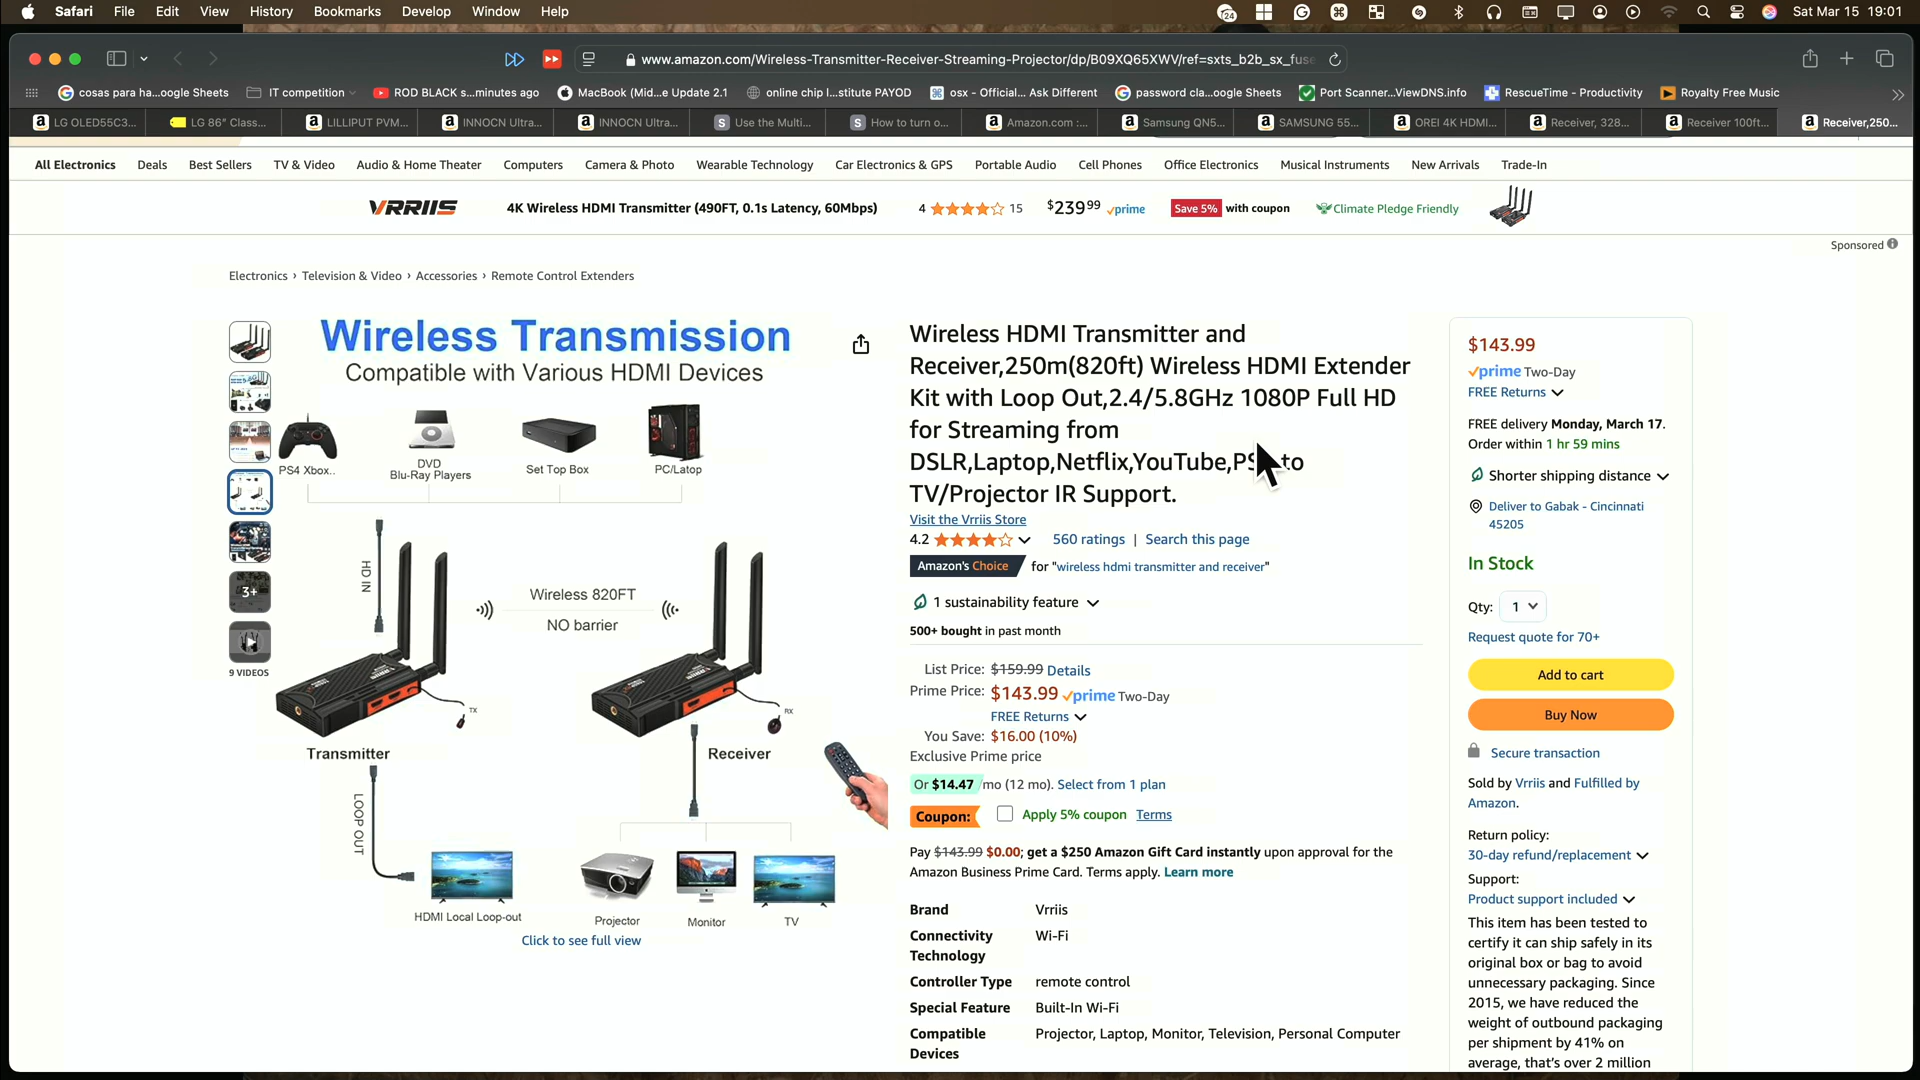 Safari File Edit View History Bookmarks Develop Window Help
24
Sat Mar 15 19:01
www.amazon.com/Wireless-Transmitter-Receiver-Streaming-Projector/dp/B09XQ65XWV/ref=sxts_b2b_sx_fuse
cosas para ha...oogle Sheets IT competition ROD BLACK s...minutes ago MacBook (Mid...e Update 2.1 online chip l...stitute PAYOD osx - Official... Ask Different password cla...oogle Sheets Port Scanner...ViewDNS.info RescueTime - Productivity Royalty Free Music
LG OLED55C3... LG 86" Class... LILLIPUT PVM... INNOCN Ultra... INNOCN Ultra... Use the Multi... How to turn o... Amazon.com :... Samsung QN5... SAMSUNG 55... OREI 4K HDMI... Receiver, 328... Receiver 100ft... Receiver,250...
All Electronics Deals Best Sellers TV & Video Audio & Home Theater Computers Camera & Photo Wearable Technology Car Electronics & GPS Portable Audio Cell Phones Office Electronics Musical Instruments New Arrivals Trade-In
VRRIIS 4K Wireless HDMI Transmitter (490FT, 0.1s Latency, 60Mbps) 4 15 $239.99 prime Save 5% with coupon Climate Pledge Friendly
Sponsored
Electronics › Television & Video › Accessories › Remote Control Extenders
3+
9 VIDEOS
Wireless Transmission
Compatible with Various HDMI Devices
PS4 Xbox..
DVD
Blu-Ray Players
Set Top Box
PC/Latop
HD IN
Wireless 820FT
NO barrier
TX
RX
Transmitter
Receiver
LOOP OUT
HDMI Local Loop-out
Projector
Monitor
TV
Click to see full view
Wireless HDMI Transmitter and
Receiver,250m(820ft) Wireless HDMI Extender
Kit with Loop Out,2.4/5.8GHz 1080P Full HD
for Streaming from
DSLR,Laptop,Netflix,YouTube,PS to
TV/Projector IR Support.
Visit the Vrriis Store
4.2 560 ratings | Search this page
Amazon's Choice for "wireless hdmi transmitter and receiver"
1 sustainability feature
500+ bought in past month
List Price: $159.99 Details
Prime Price: $143.99 prime Two-Day
FREE Returns
You Save: $16.00 (10%)
Exclusive Prime price
Or $14.47 /mo (12 mo). Select from 1 plan
Coupon: Apply 5% coupon Terms
Pay $143.99 $0.00; get a $250 Amazon Gift Card instantly upon approval for the
Amazon Business Prime Card. Terms apply. Learn more
Brand Vrriis
Connectivity Wi-Fi
Technology
Controller Type remote control
Special Feature Built-In Wi-Fi
Compatible Projector, Laptop, Monitor, Television, Personal Computer
Devices
$143.99
prime Two-Day
FREE Returns
FREE delivery Monday, March 17.
Order within 1 hr 59 mins
Shorter shipping distance
Deliver to Gabak - Cincinnati
45205
In Stock
Qty: 1
Request quote for 70+
Add to cart
Buy Now
Secure transaction
Sold by Vrriis and Fulfilled by
Amazon.
Return policy:
30-day refund/replacement
Support:
Product support included
This item has been tested to
certify it can ship safely in its
original box or bag to avoid
unnecessary packaging. Since
2015, we have reduced the
weight of outbound packaging
per shipment by 41% on
average, that's over 2 million